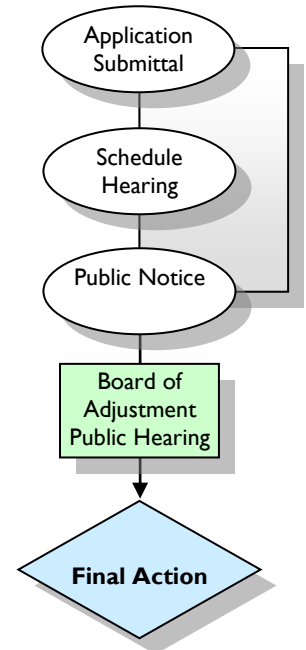 Application
Submittal
Schedule
Hearing
Public Notice
Board of
Adjustment
Public Hearing
Final Action